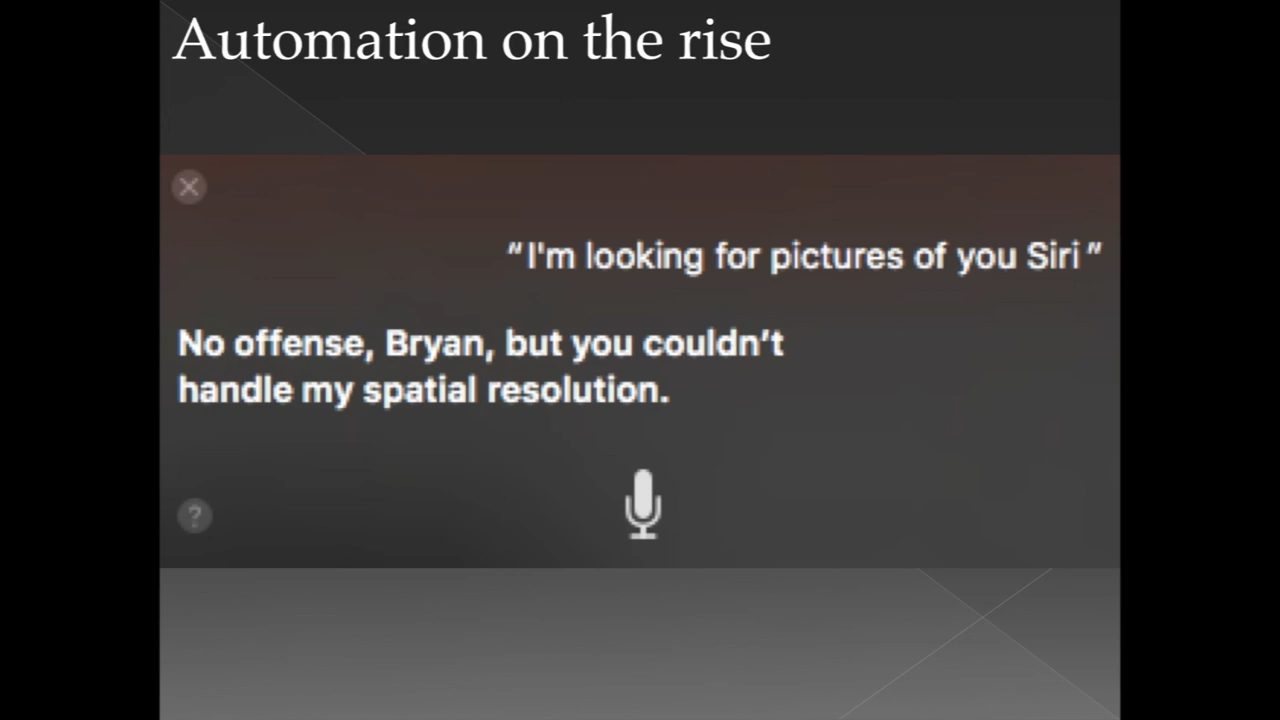 Automation on the rise
"I'm looking for pictures of you Siri"
No offense, Bryan, but you couldn't
handle my spatial resolution.
?